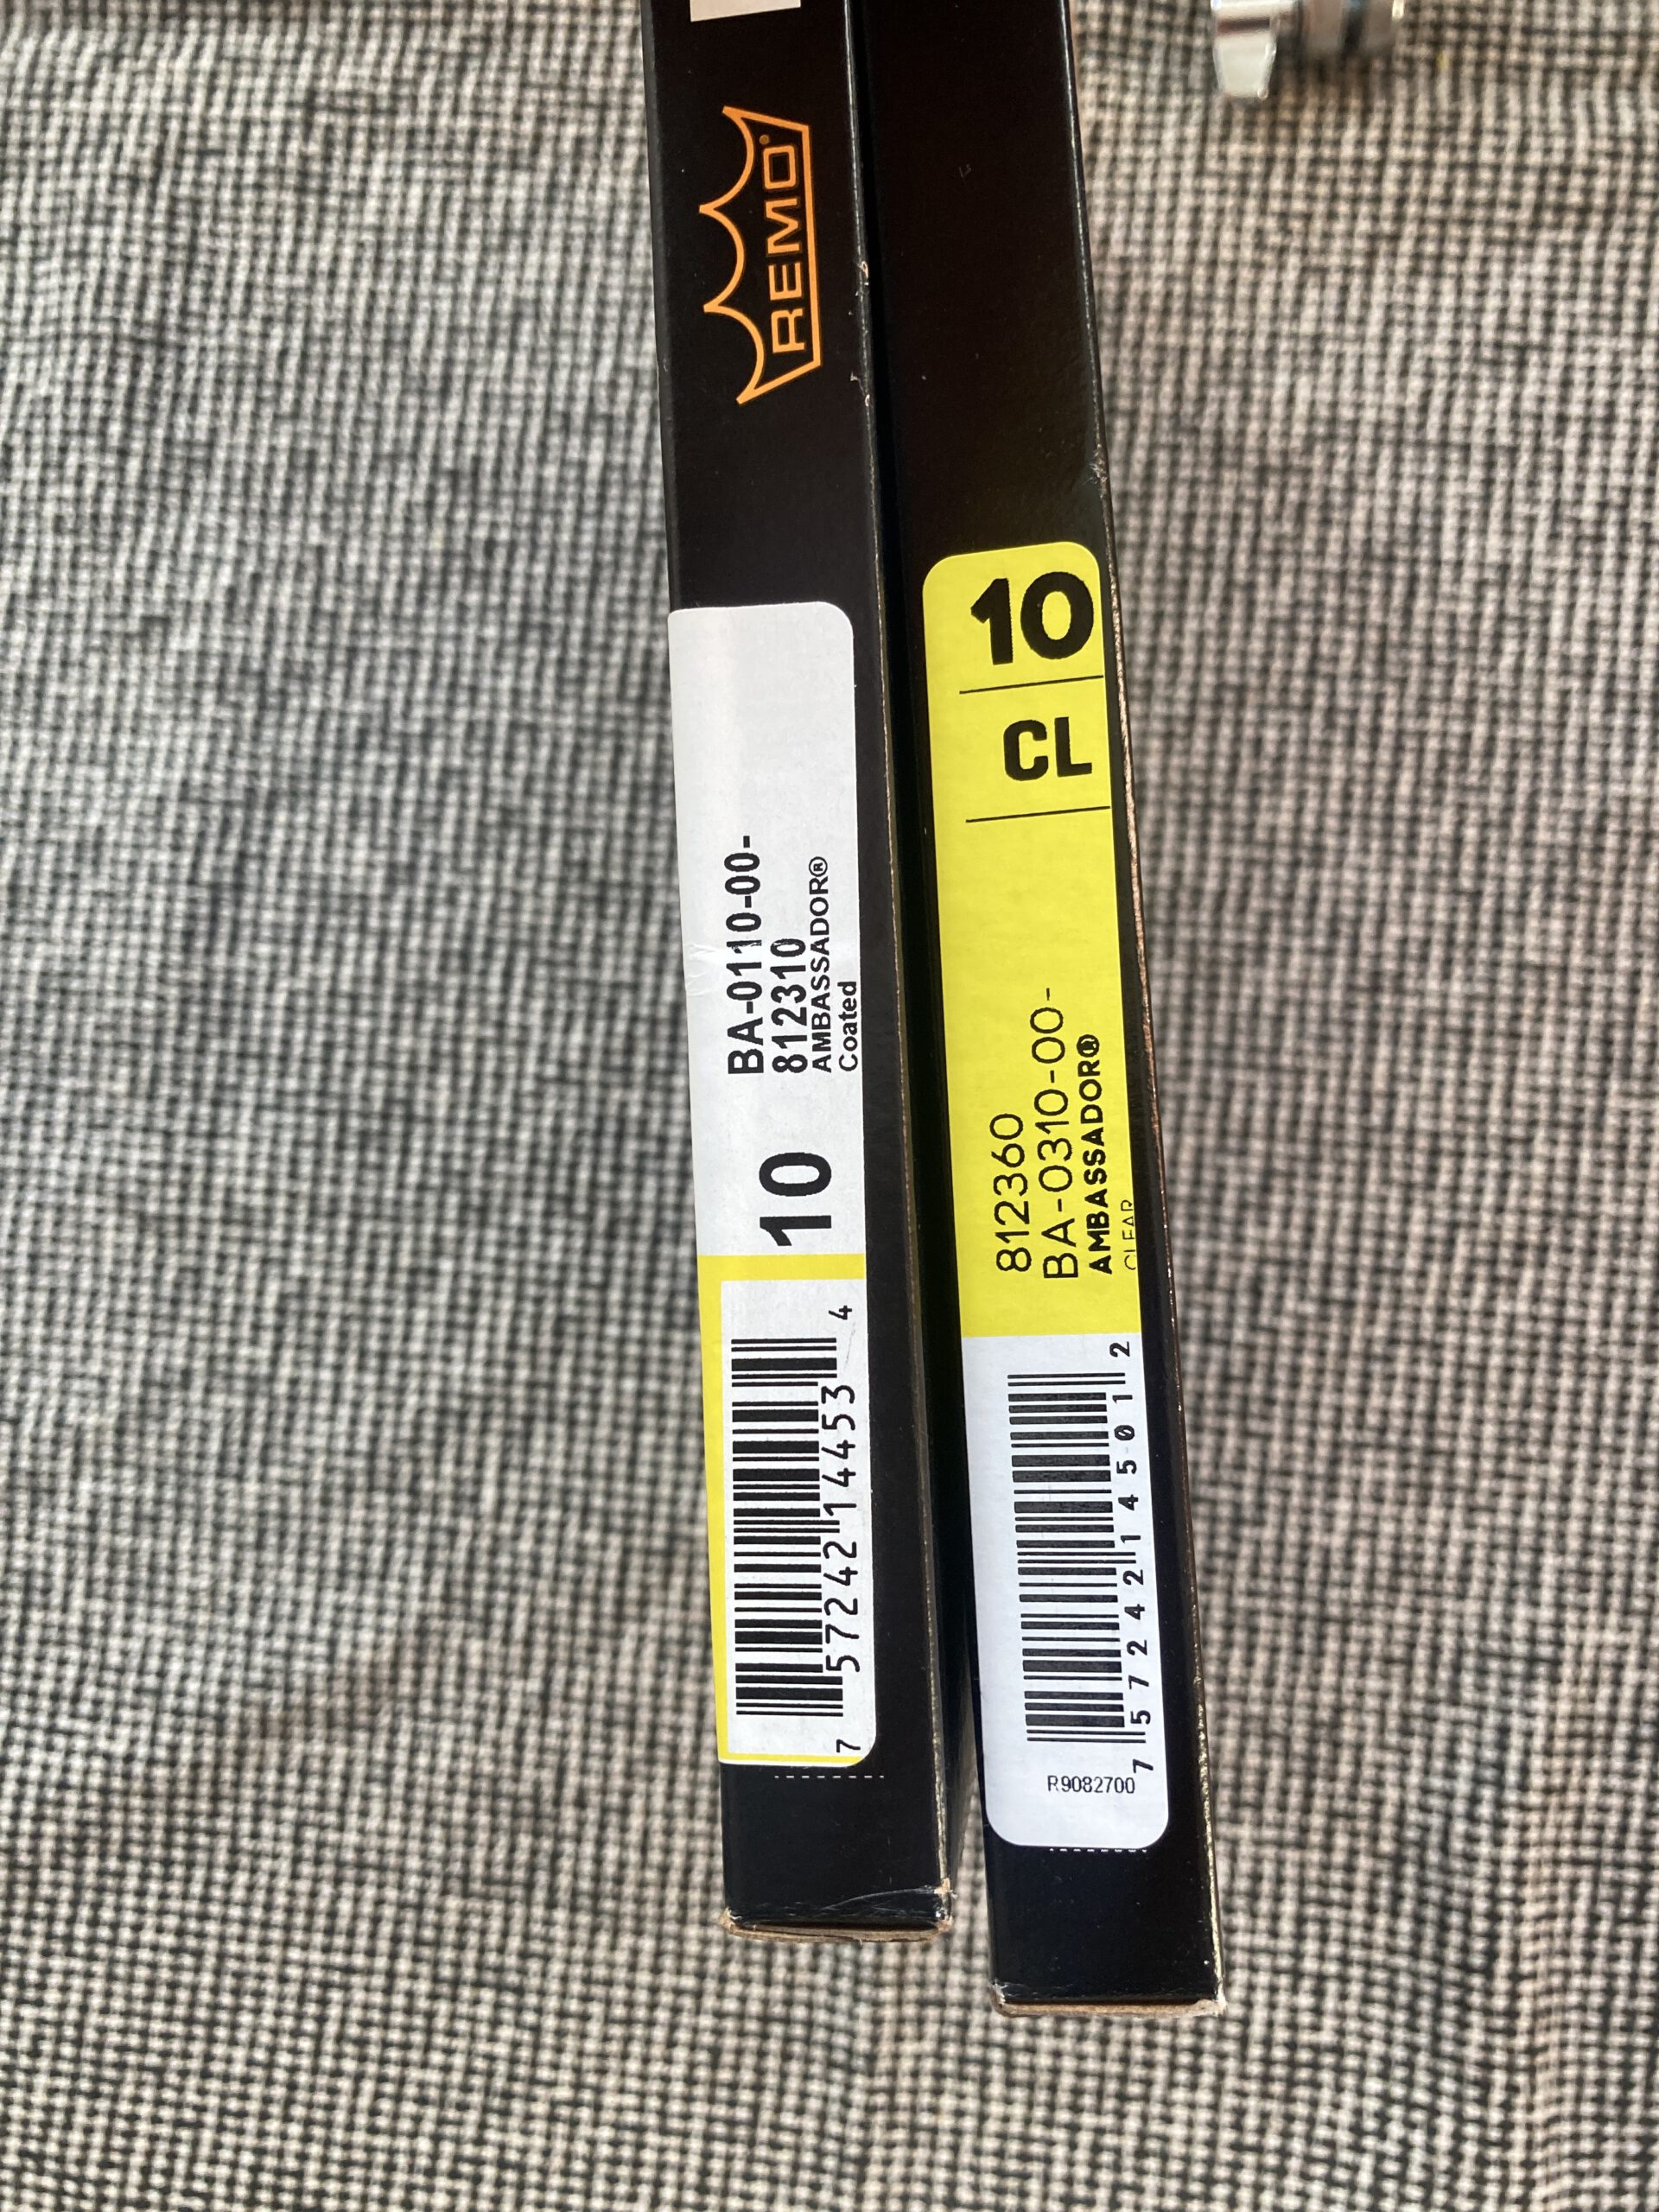 REMO
BA-0110-00-
812310
AMBASSADOR®
Coated
10
7 57242 14453 4
10
CL
812360
BA-0310-00-
AMBASSADOR®
CLEAR
7 57242 14501 2
R9082700